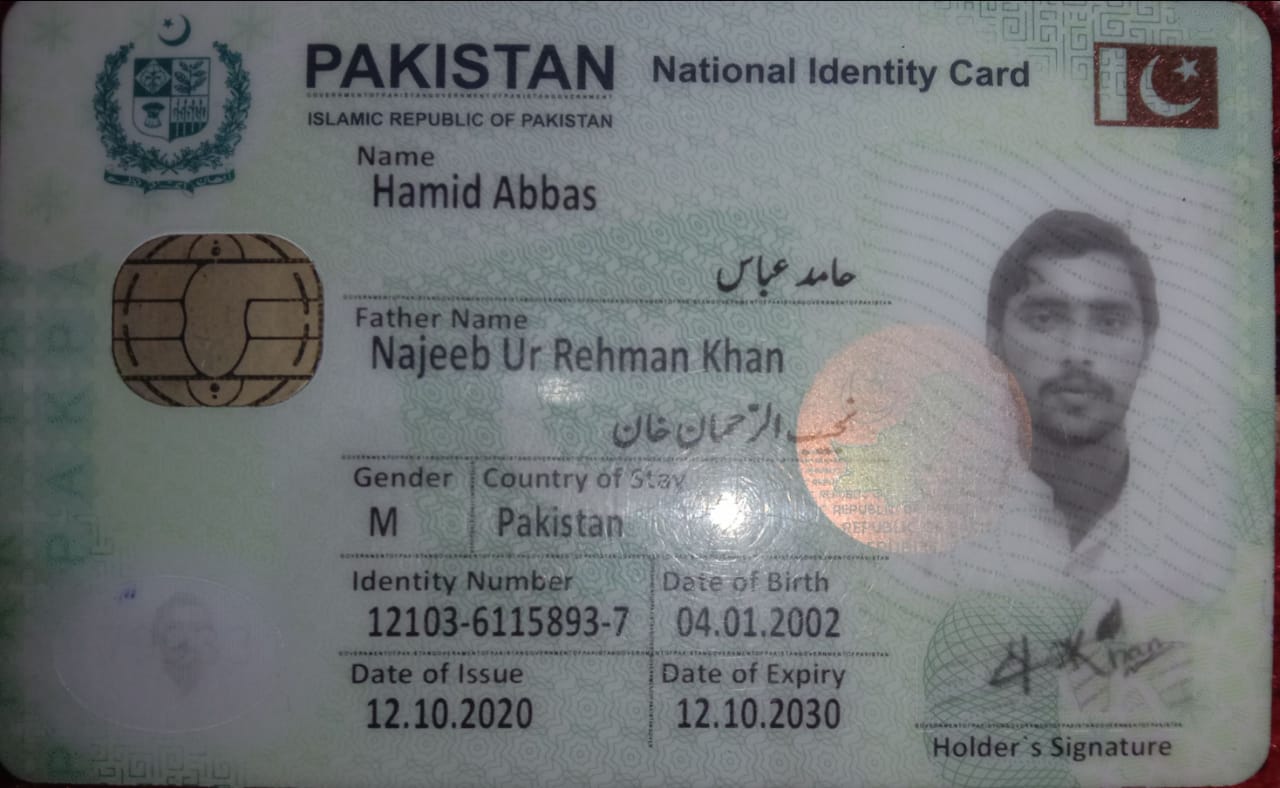 PAKISTAN National Identity Card
ISLAMIC REPUBLIC OF PAKISTAN
Name
Hamid Abbas
حامد عباس
Father Name
Najeeb Ur Rehman Khan
نجیب الرّحمان خان
Gender Country of Stay
M Pakistan
Identity Number Date of Birth
12103-6115893-7 04.01.2002
Date of Issue Date of Expiry
12.10.2020 12.10.2030
Khan
Holder`s Signature